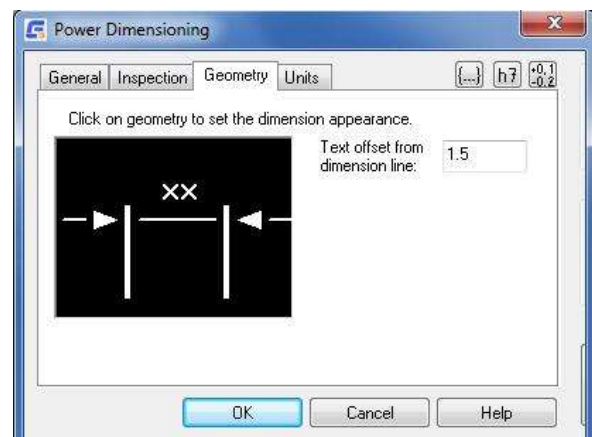 Power Dimensioning
General Inspection Geometry Units {...} h7 +0,1
-0,2
Click on geometry to set the dimension appearance.
Text offset from
dimension line: 1.5
XX
OK Cancel Help